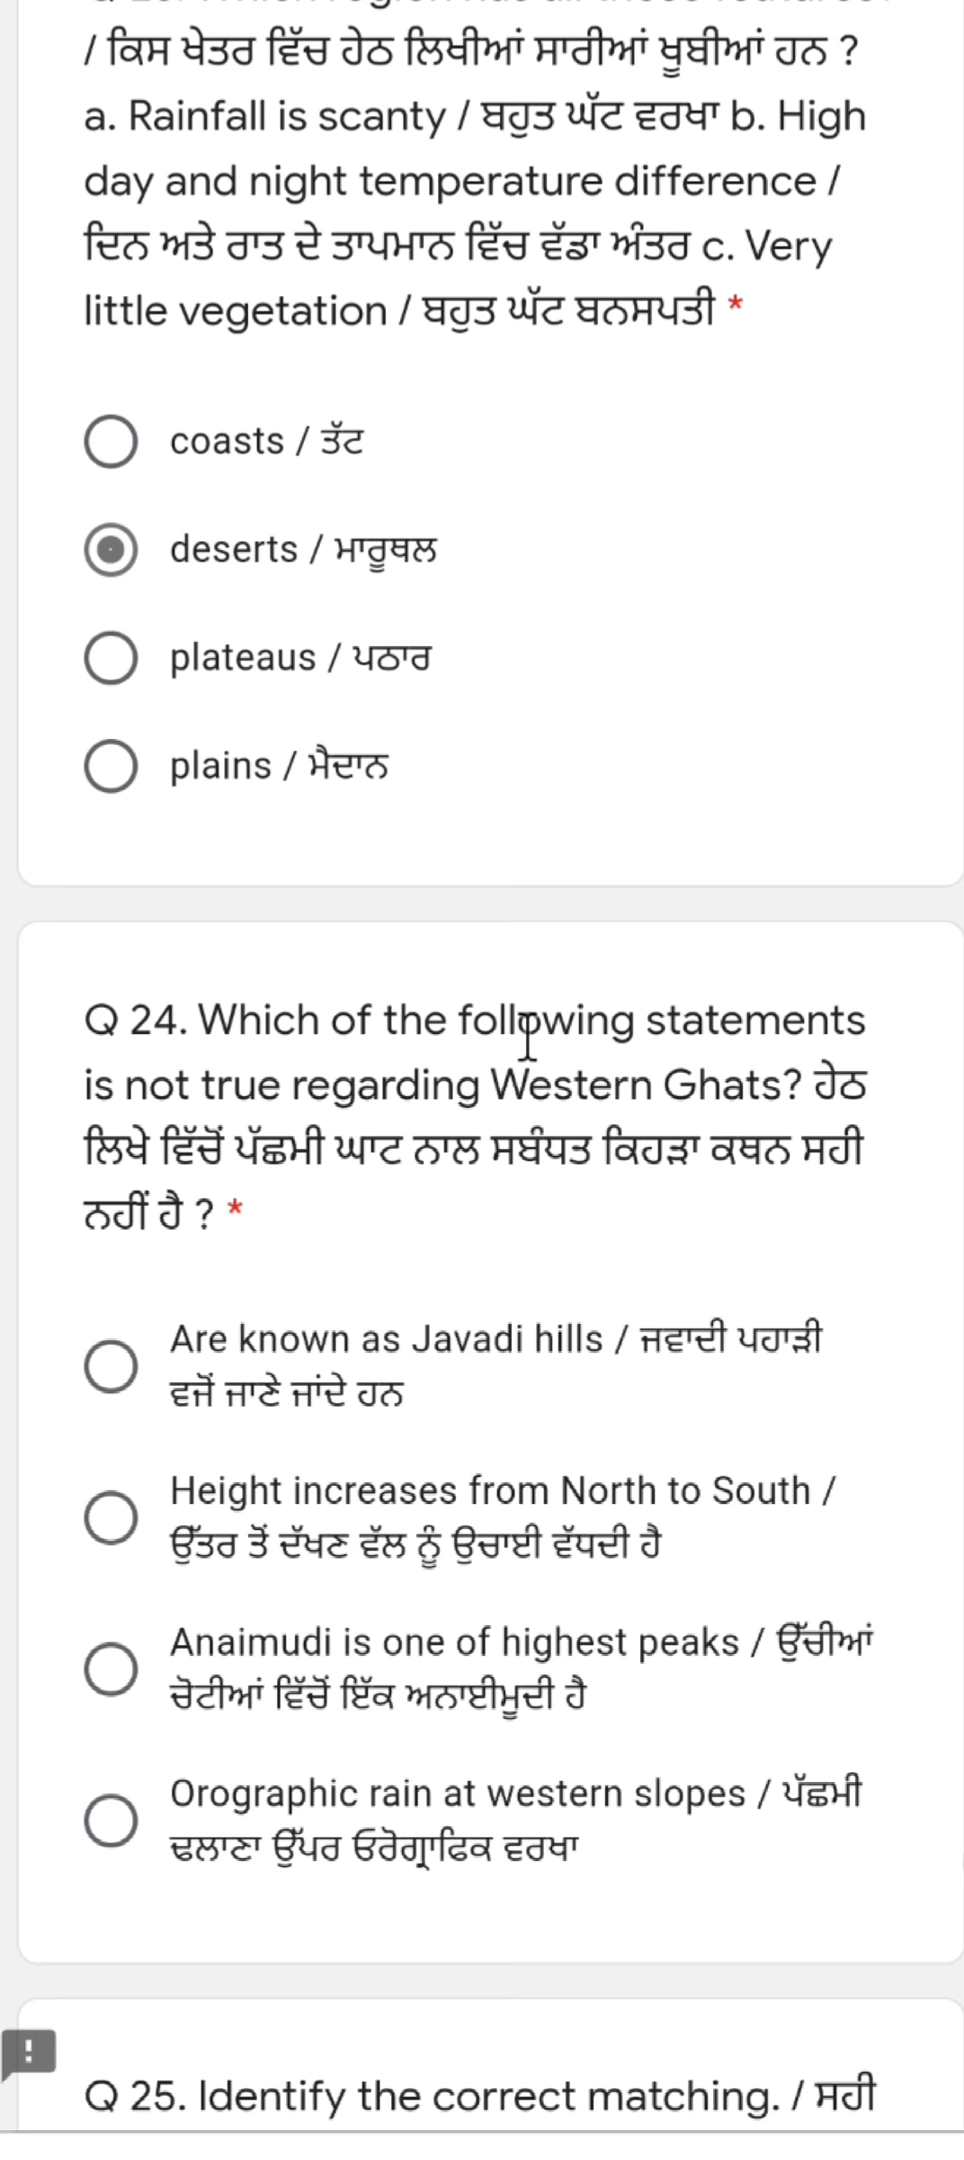 / ਕਿਸ ਖੇਤਰ ਵਿੱਚ ਹੇਠ ਲਿਖੀਆਂ ਸਾਰੀਆਂ ਖੂਬੀਆਂ ਹਨ ?
a. Rainfall is scanty / ਬਹੁਤ ਘੱਟ ਵਰਖਾ b. High
day and night temperature difference /
ਦਿਨ ਅਤੇ ਰਾਤ ਦੇ ਤਾਪਮਾਨ ਵਿੱਚ ਵੱਡਾ ਅੰਤਰ c. Very
little vegetation / ਬਹੁਤ ਘੱਟ ਬਨਸਪਤੀ *
coasts / ਤੱਟ
deserts / ਮਾਰੂਥਲ
plateaus / ਪਠਾਰ
plains / ਮੈਦਾਨ
Q 24. Which of the following statements
is not true regarding Western Ghats? ਹੇਠ
ਲਿਖੇ ਵਿੱਚੋਂ ਪੱਛਮੀ ਘਾਟ ਨਾਲ ਸਬੰਧਤ ਕਿਹੜਾ ਕਥਨ ਸਹੀ
ਨਹੀਂ ਹੈ ? *
Are known as Javadi hills / ਜਵਾਦੀ ਪਹਾੜੀ
ਵਜੋਂ ਜਾਣੇ ਜਾਂਦੇ ਹਨ
Height increases from North to South /
ਉੱਤਰ ਤੋਂ ਦੱਖਣ ਵੱਲ ਨੂੰ ਉਚਾਈ ਵੱਧਦੀ ਹੈ
Anaimudi is one of highest peaks / ਉੱਚੀਆਂ
ਚੋਟੀਆਂ ਵਿੱਚੋਂ ਇੱਕ ਅਨਾਈਮੂਦੀ ਹੈ
Orographic rain at western slopes / ਪੱਛਮੀ
ਢਲਾਣਾ ਉੱਪਰ ਓਰੋਗ੍ਰਾਫਿਕ ਵਰਖਾ
Q 25. Identify the correct matching. / ਸਹੀ